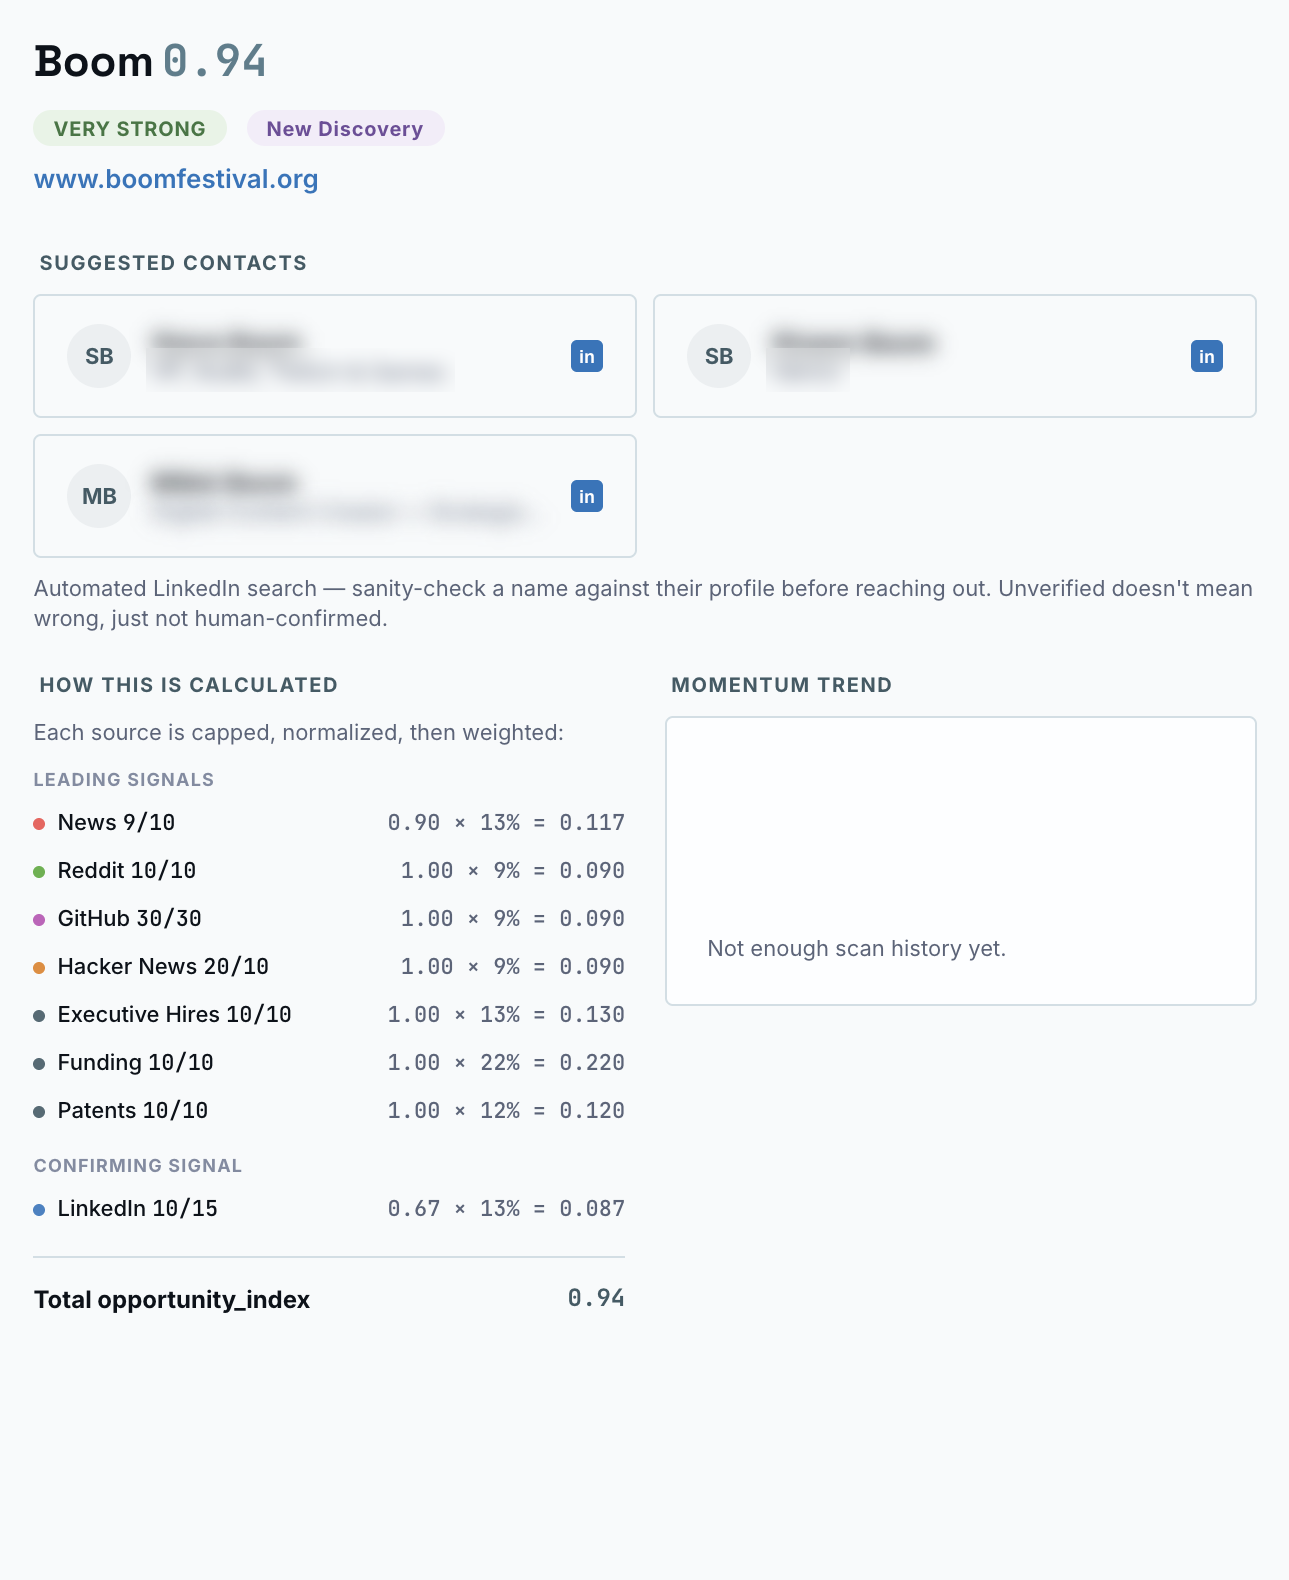 Boom 0.94
VERY STRONG New Discovery
www.boomfestival.org
SUGGESTED CONTACTS
SB in
SB in
MB in
Automated LinkedIn search — sanity-check a name against their profile before reaching out. Unverified doesn't mean
wrong, just not human-confirmed.
HOW THIS IS CALCULATED
Each source is capped, normalized, then weighted:
LEADING SIGNALS
News 9/10 0.90 × 13% = 0.117
Reddit 10/10 1.00 × 9% = 0.090
GitHub 30/30 1.00 × 9% = 0.090
Hacker News 20/10 1.00 × 9% = 0.090
Executive Hires 10/10 1.00 × 13% = 0.130
Funding 10/10 1.00 × 22% = 0.220
Patents 10/10 1.00 × 12% = 0.120
CONFIRMING SIGNAL
LinkedIn 10/15 0.67 × 13% = 0.087
Total opportunity_index 0.94
MOMENTUM TREND
Not enough scan history yet.